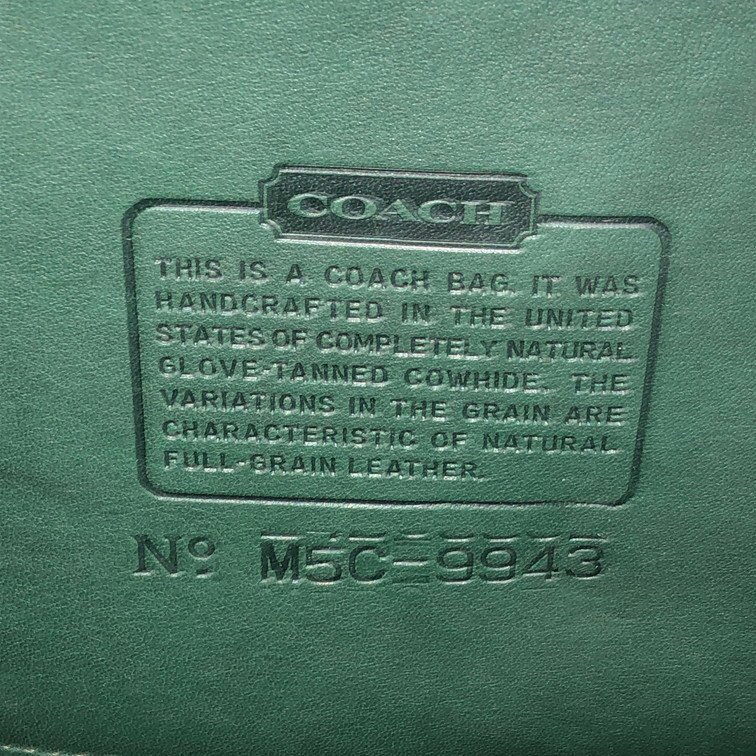 COACH
THIS IS A COACH BAG. IT WAS
HANDCRAFTED IN THE UNITED
STATES OF COMPLETELY NATURAL
GLOVE-TANNED COWHIDE. THE
VARIATIONS IN THE GRAIN ARE
CHARACTERISTIC OF NATURAL
FULL-GRAIN LEATHER.
Nº M5C-9943